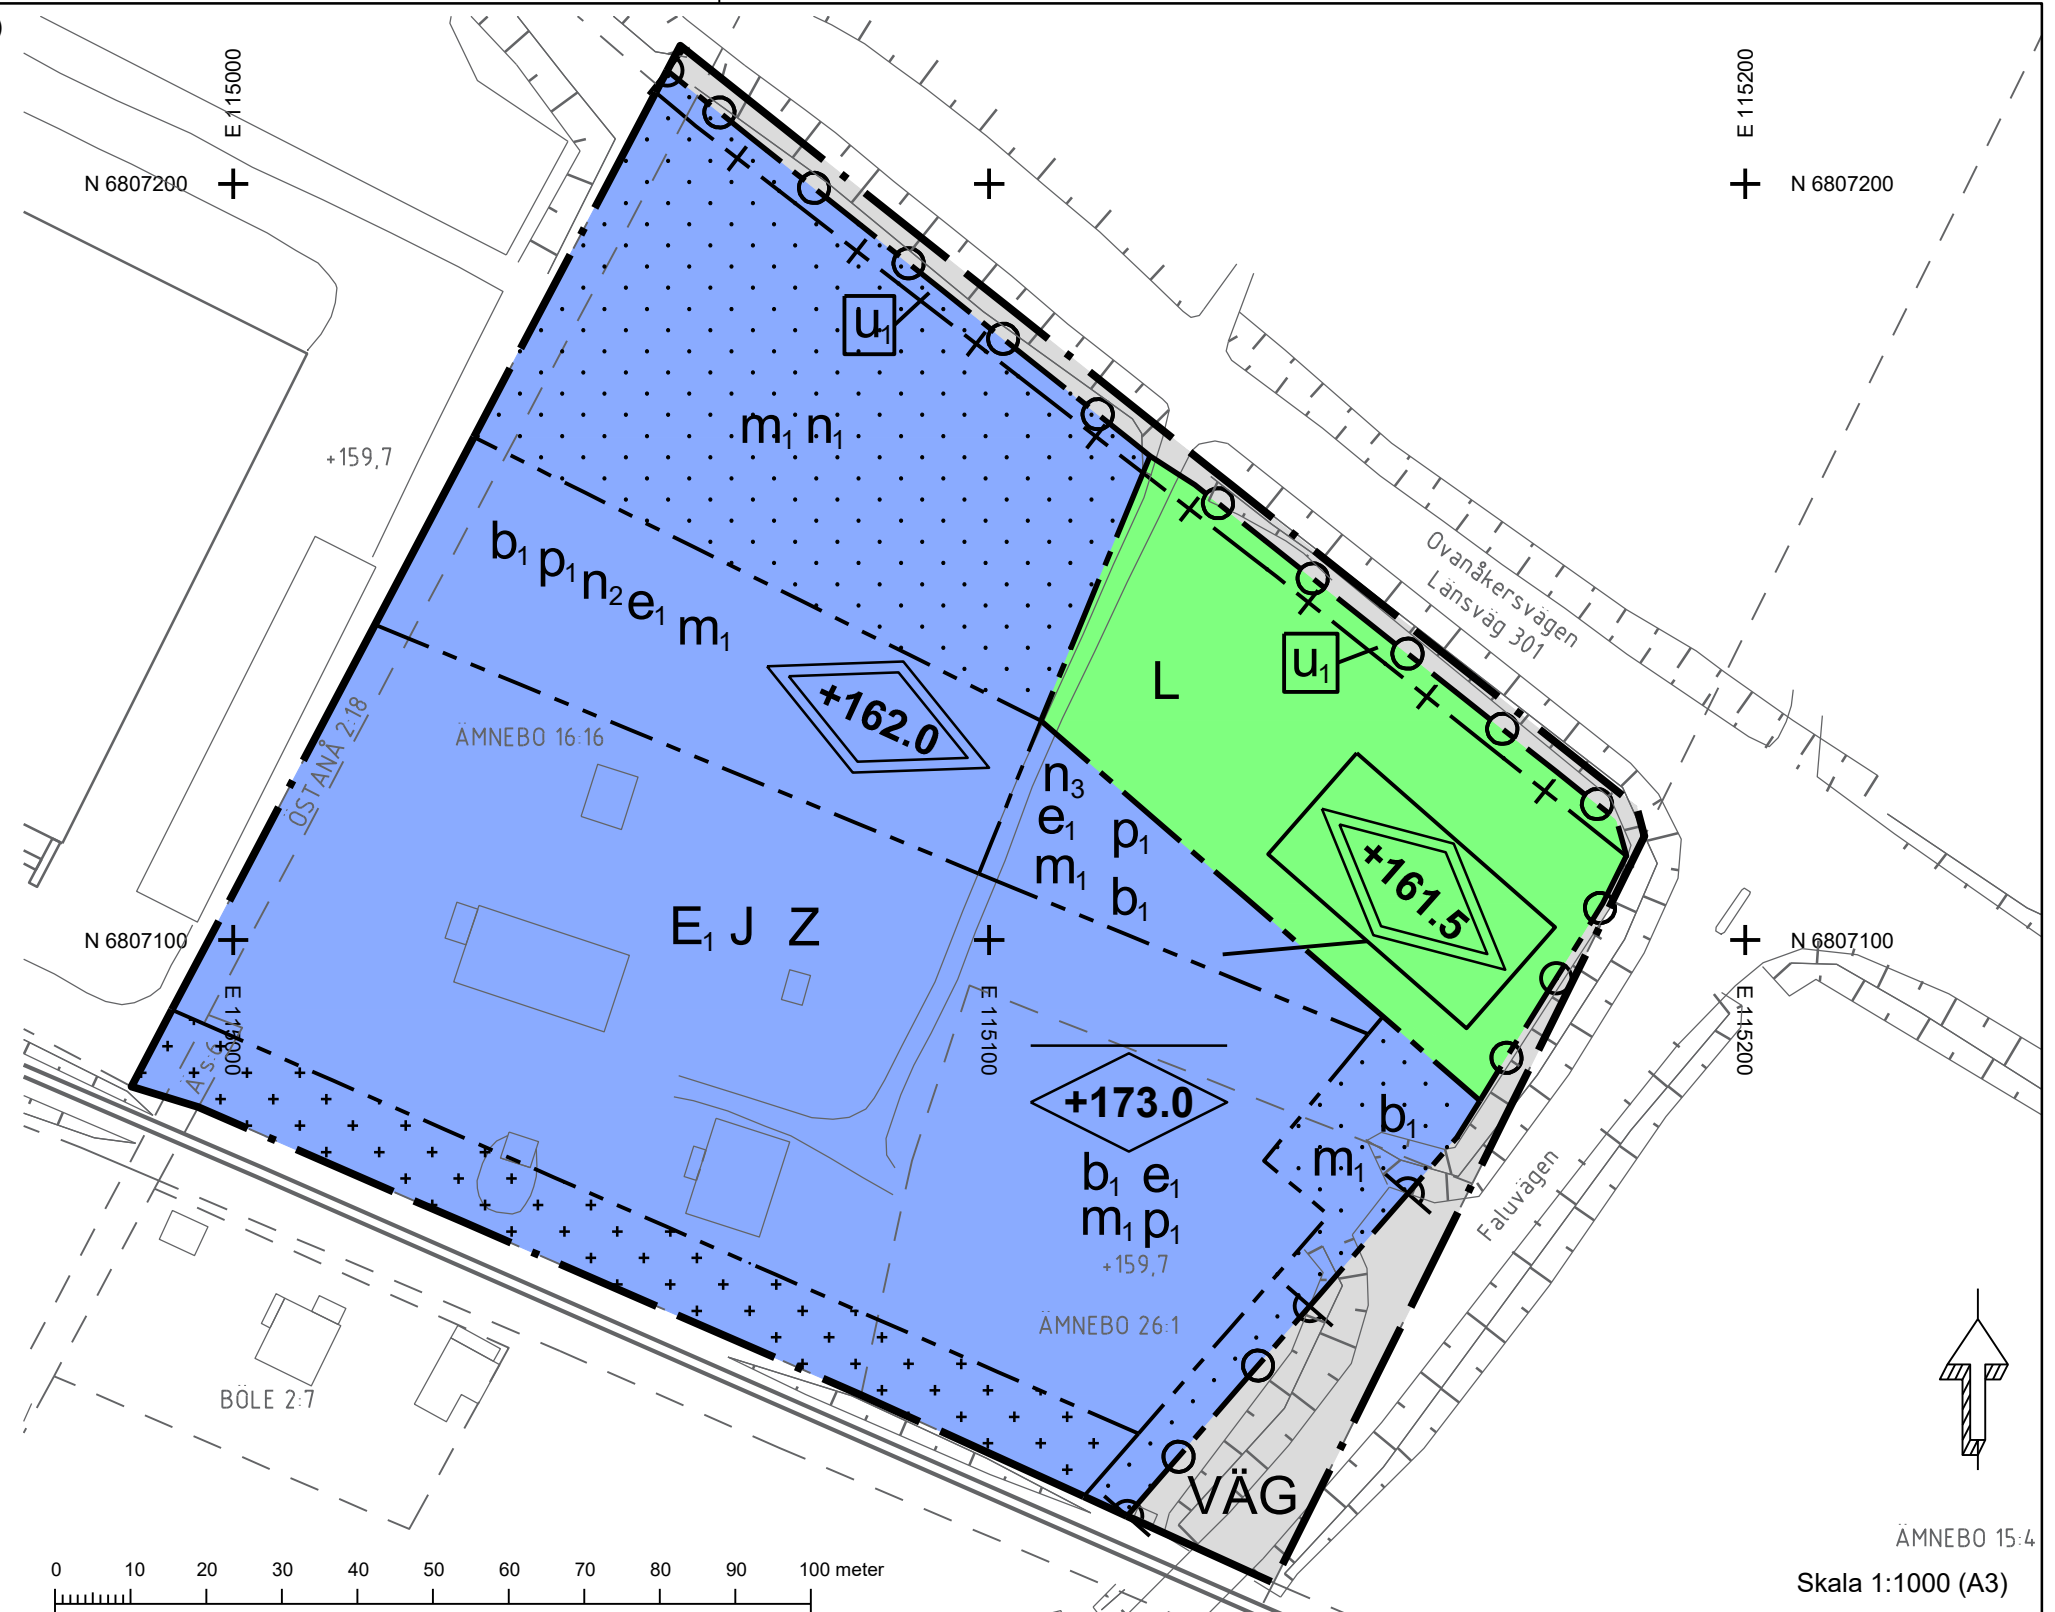 E 115000
E 115200
N 6807200
N 6807200
u1
m1 n1
+159,7
b1 p1 n2 e1 m1
Ovanåkersvägen
Länsväg 301
u1
L
+162.0
ÖSTANÅ 2:18
ÄMNEBO 16:16
n3
e1 p1
m1 b1
+161.5
E1 J Z
N 6807100
N 6807100
E 115000
E 115100
E 115200
+173.0
b1
m1
b1 e1
m1 p1
Faluvägen
+159,7
ÄMNEBO 26:1
BÖLE 2:7
VÄG
ÄMNEBO 15:4
0 10 20 30 40 50 60 70 80 90 100 meter
Skala 1:1000 (A3)